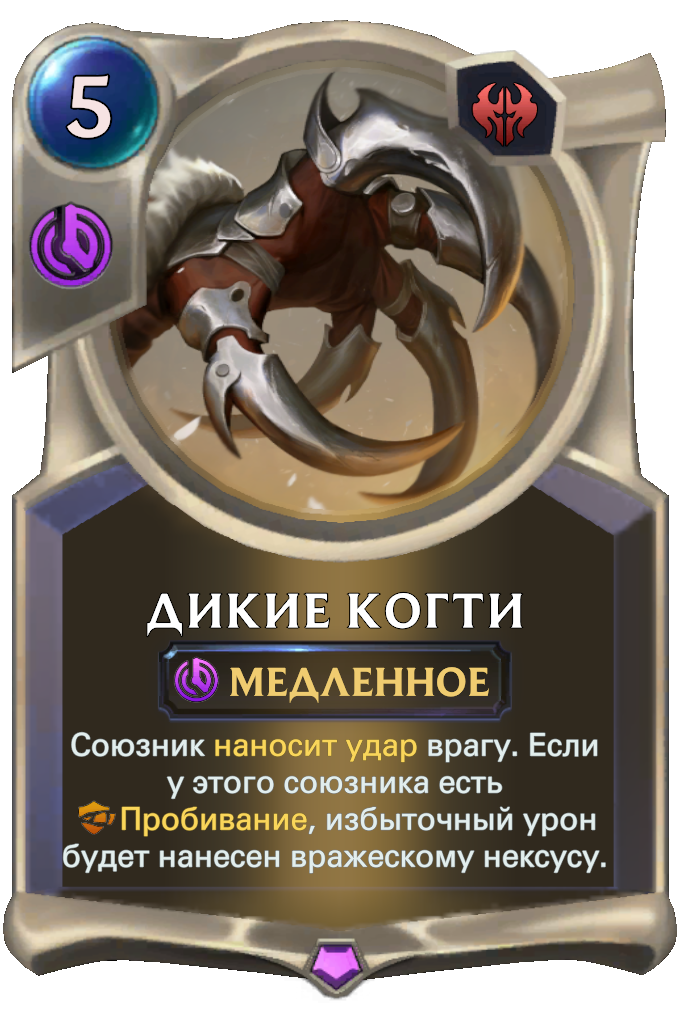 5
ДИКИЕ КОГТИ
МЕДЛЕННОЕ
Союзник наносит удар врагу. Если
у этого союзника есть
Пробивание, избыточный урон
будет нанесен вражескому нексусу.